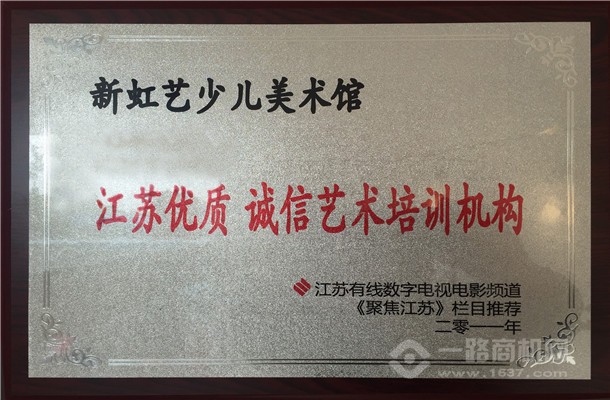 新虹艺少儿美术馆
江苏优质 诚信艺术培训机构
江苏有线数字电视电影频道
《聚焦江苏》栏目推荐
二零一一年
一路商机网
www.1637.com